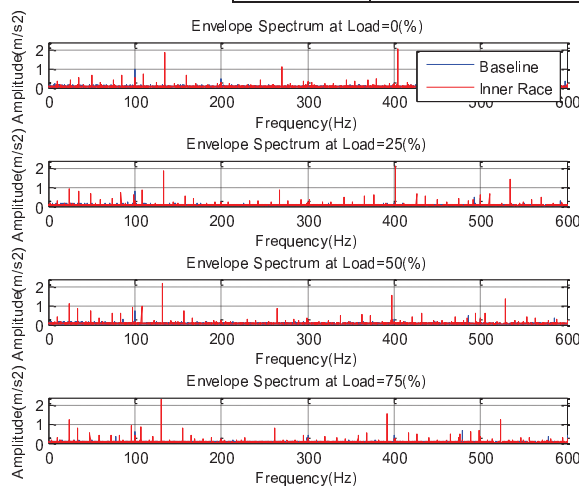 Envelope Spectrum at Load=0(%)
Amplitude(m/s2)
2
1
0
Baseline
Inner Race
0 100 200 300 400 500 600
Frequency(Hz)
Envelope Spectrum at Load=25(%)
Amplitude(m/s2)
2
1
0
0 100 200 300 400 500 600
Frequency(Hz)
Envelope Spectrum at Load=50(%)
Amplitude(m/s2)
2
1
0
0 100 200 300 400 500 600
Frequency(Hz)
Envelope Spectrum at Load=75(%)
Amplitude(m/s2)
2
1
0
0 100 200 300 400 500 600
Frequency(Hz)